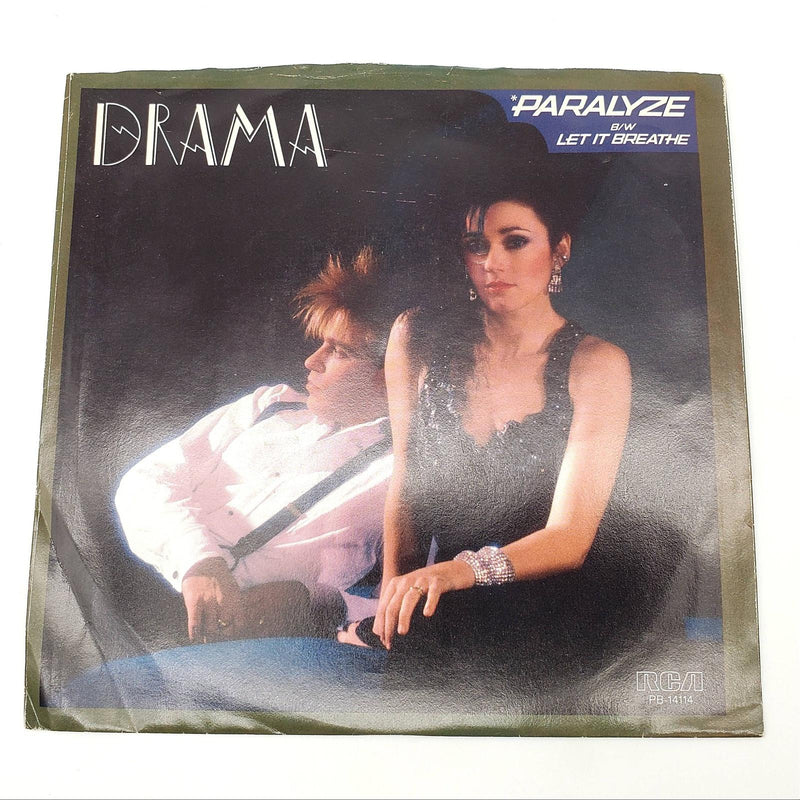 DRAMA
*PARALYZE
B/W
LET IT BREATHE
RCA
PB-14114